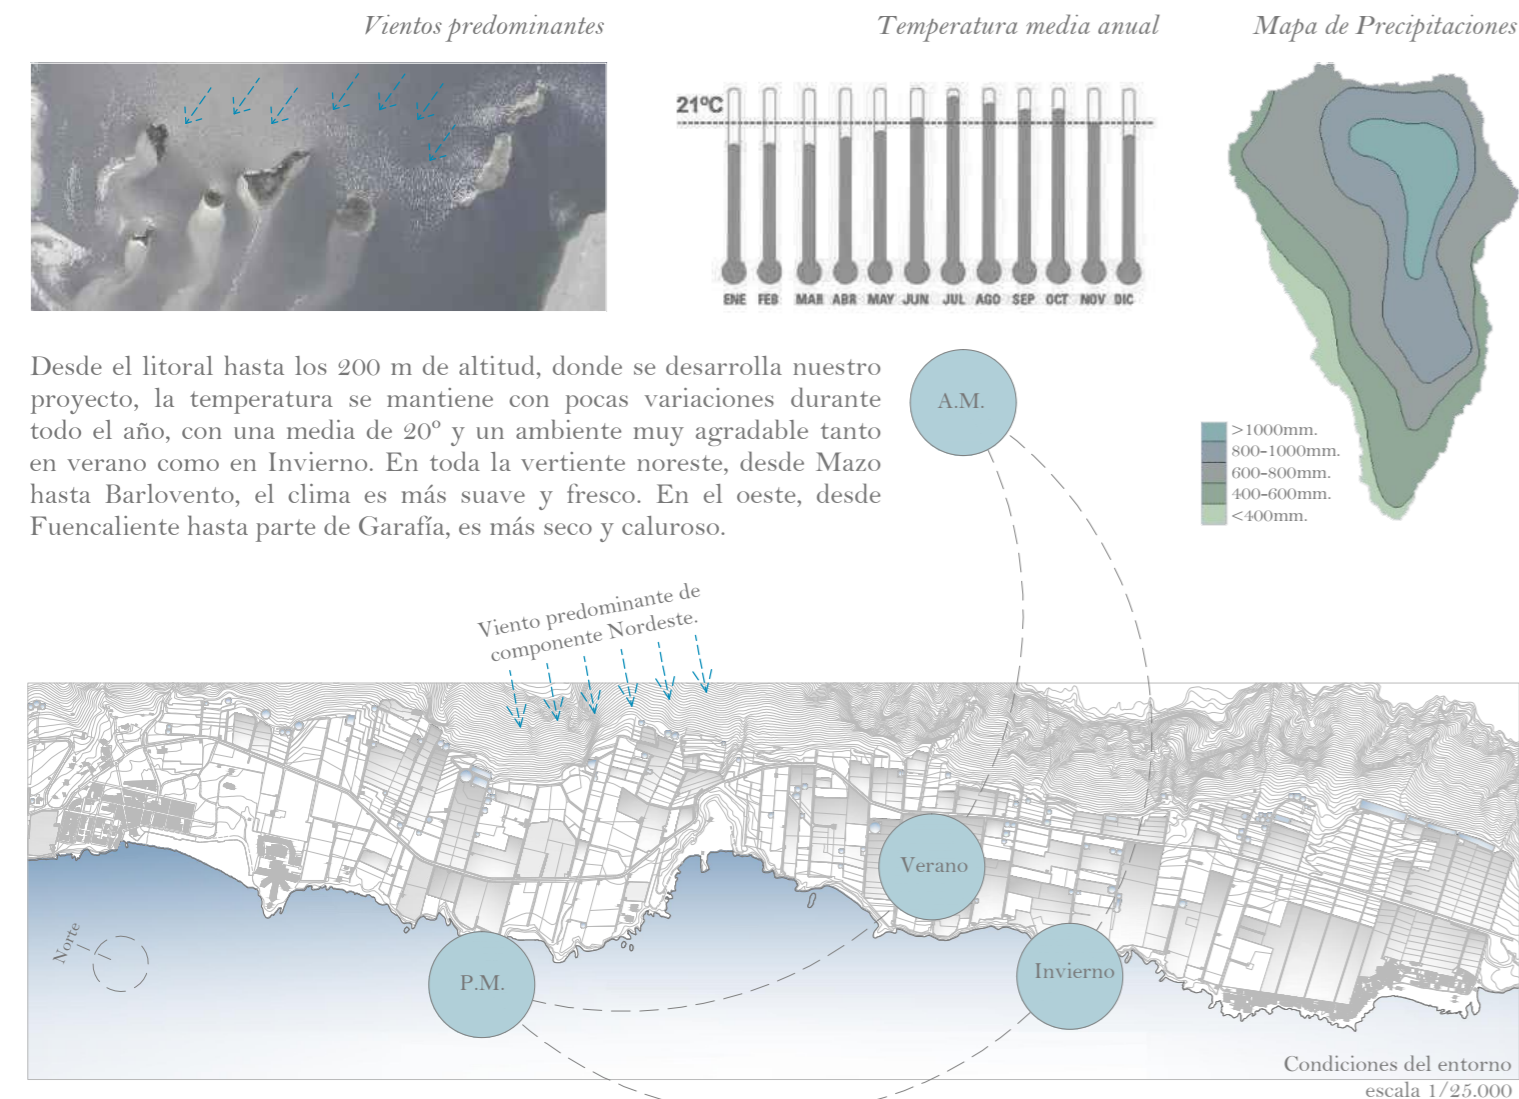 Vientos predominantes
Temperatura media anual
Mapa de Precipitaciones
21ºC
ENE FEB MAR ABR MAY JUN JUL AGO SEP OCT NOV DIC
Desde el litoral hasta los 200 m de altitud, donde se desarrolla nuestro
proyecto, la temperatura se mantiene con pocas variaciones durante
todo el año, con una media de 20º y un ambiente muy agradable tanto
en verano como en Invierno. En toda la vertiente noreste, desde Mazo
hasta Barlovento, el clima es más suave y fresco. En el oeste, desde
Fuencaliente hasta parte de Garafía, es más seco y caluroso.
A.M.
>1000mm.
800-1000mm.
600-800mm.
400-600mm.
<400mm.
Viento predominante de
componente Nordeste.
Verano
Norte
P.M.
Invierno
Condiciones del entorno
escala 1/25.000